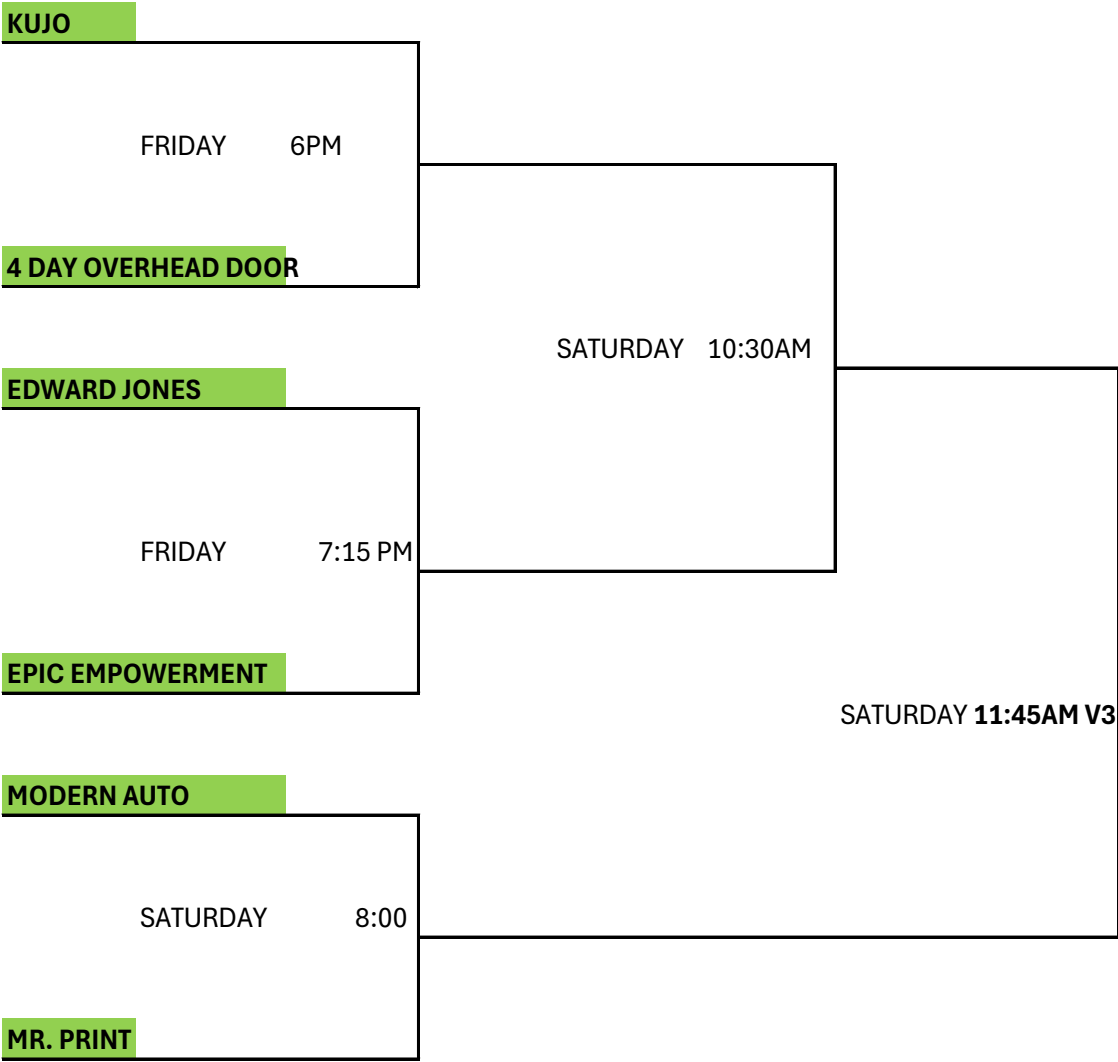 KUJO
FRIDAY 6PM
4 DAY OVERHEAD DOOR
SATURDAY 10:30AM
EDWARD JONES
FRIDAY 7:15 PM
EPIC EMPOWERMENT
SATURDAY 11:45AM V3
MODERN AUTO
SATURDAY 8:00
MR. PRINT